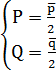 P = p̅/2
Q = q̅/2